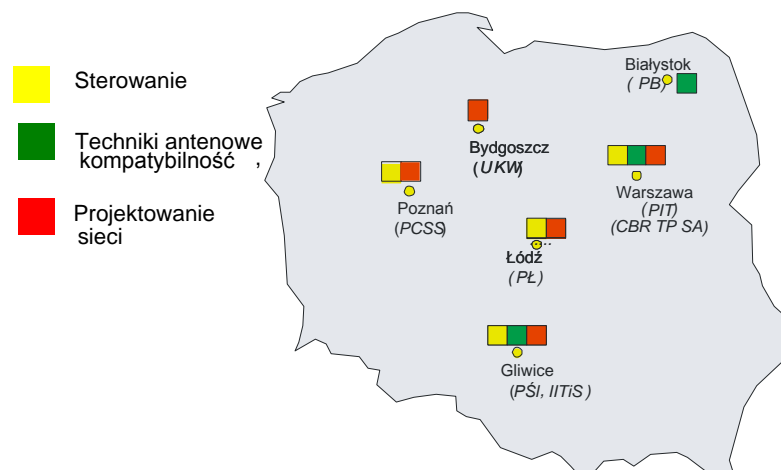 Sterowanie
Techniki antenowe
kompatybilność ,
Projektowanie
sieci
Białystok
( PB)
Bydgoszcz
(UKW)
Warszawa
(PIT)
(CBR TP SA)
Poznań
(PCSS)
Łódź
(PŁ)
Gliwice
(PŚl, IITiS )